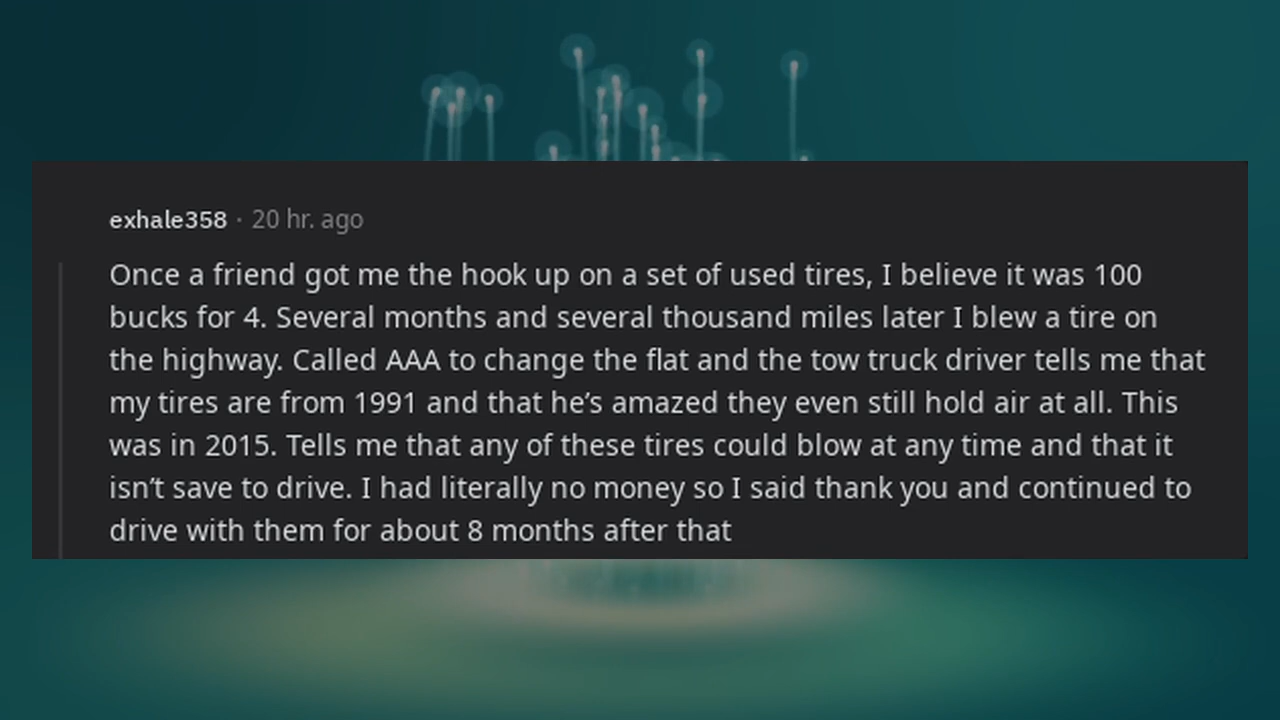 exhale358 · 20 hr. ago
Once a friend got me the hook up on a set of used tires, I believe it was 100
bucks for 4. Several months and several thousand miles later I blew a tire on
the highway. Called AAA to change the flat and the tow truck driver tells me that
my tires are from 1991 and that he’s amazed they even still hold air at all. This
was in 2015. Tells me that any of these tires could blow at any time and that it
isn’t save to drive. I had literally no money so I said thank you and continued to
drive with them for about 8 months after that